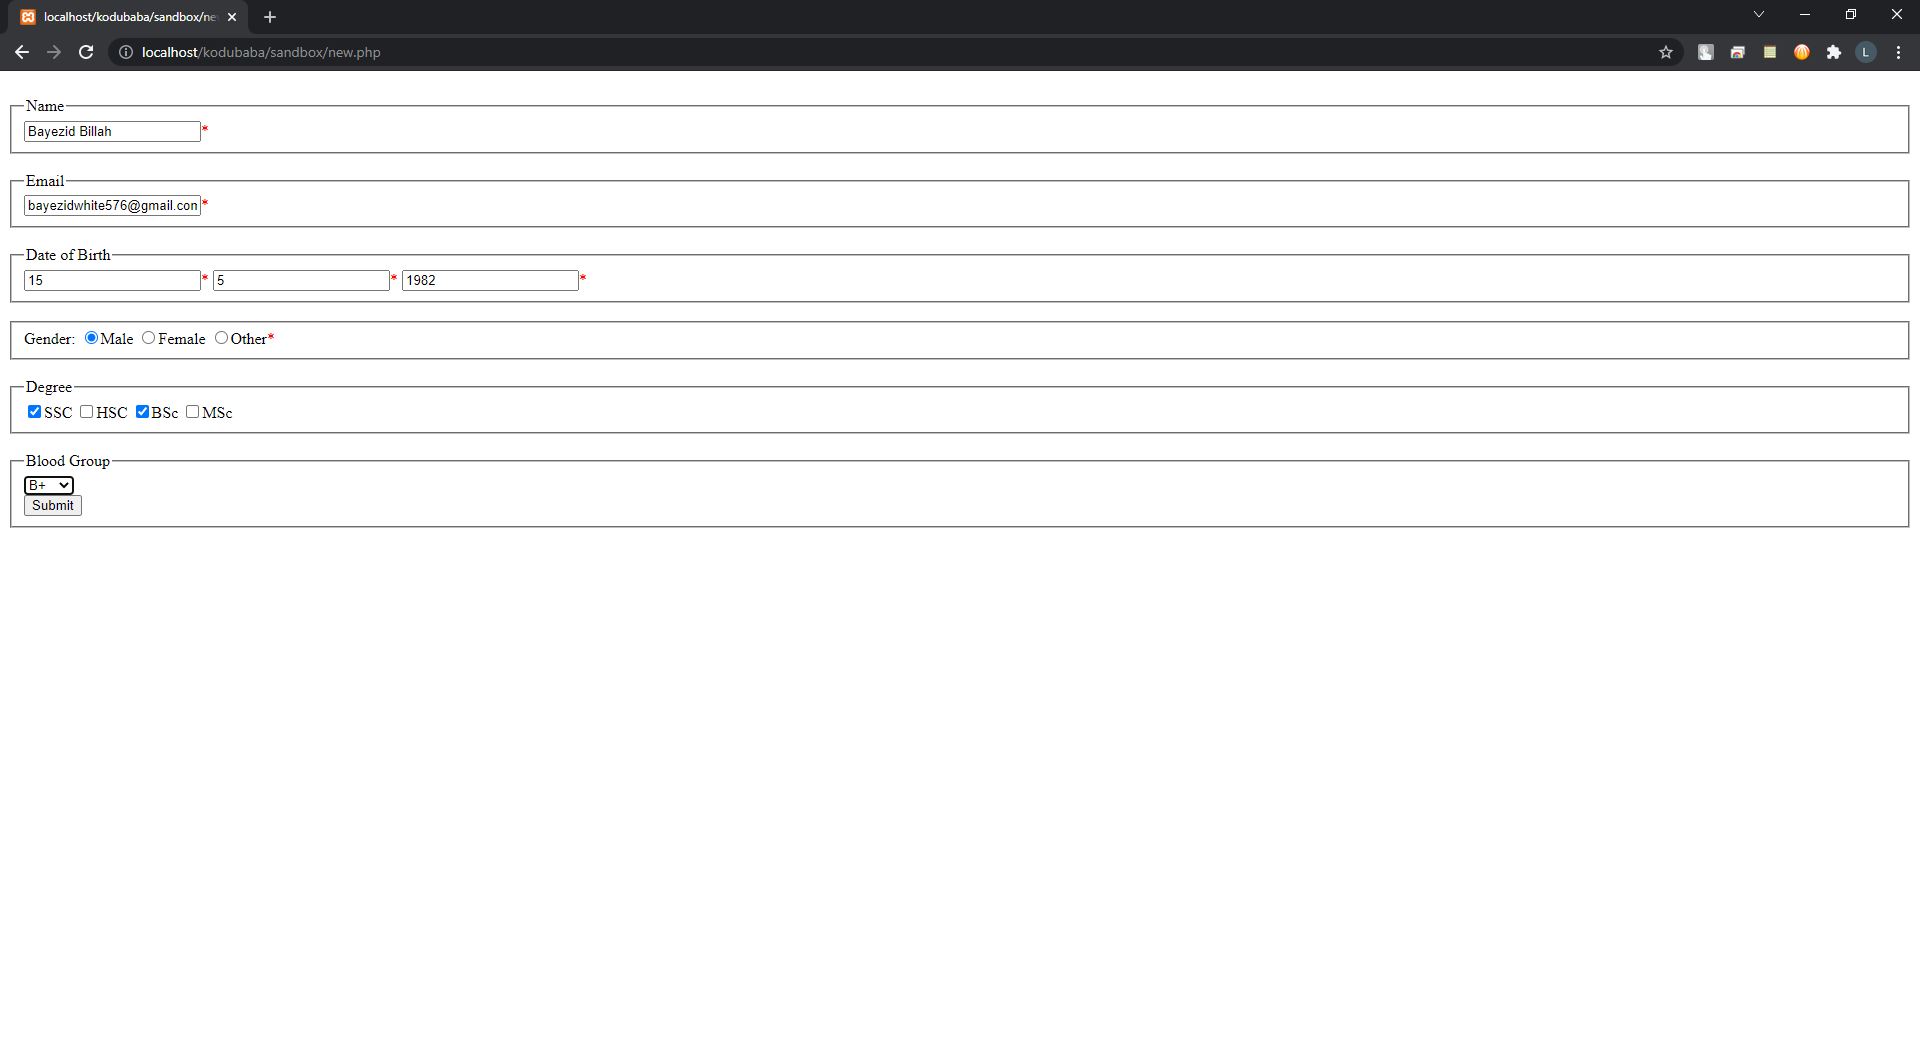 localhost/kodubaba/sandbox/ne
localhost/kodubaba/sandbox/new.php
L
Name
Bayezid Billah*
Email
bayezidwhite576@gmail.con*
Date of Birth
15* 5* 1982*
Gender: Male Female Other*
Degree
SSC HSC BSc MSc
Blood Group
B+
Submit